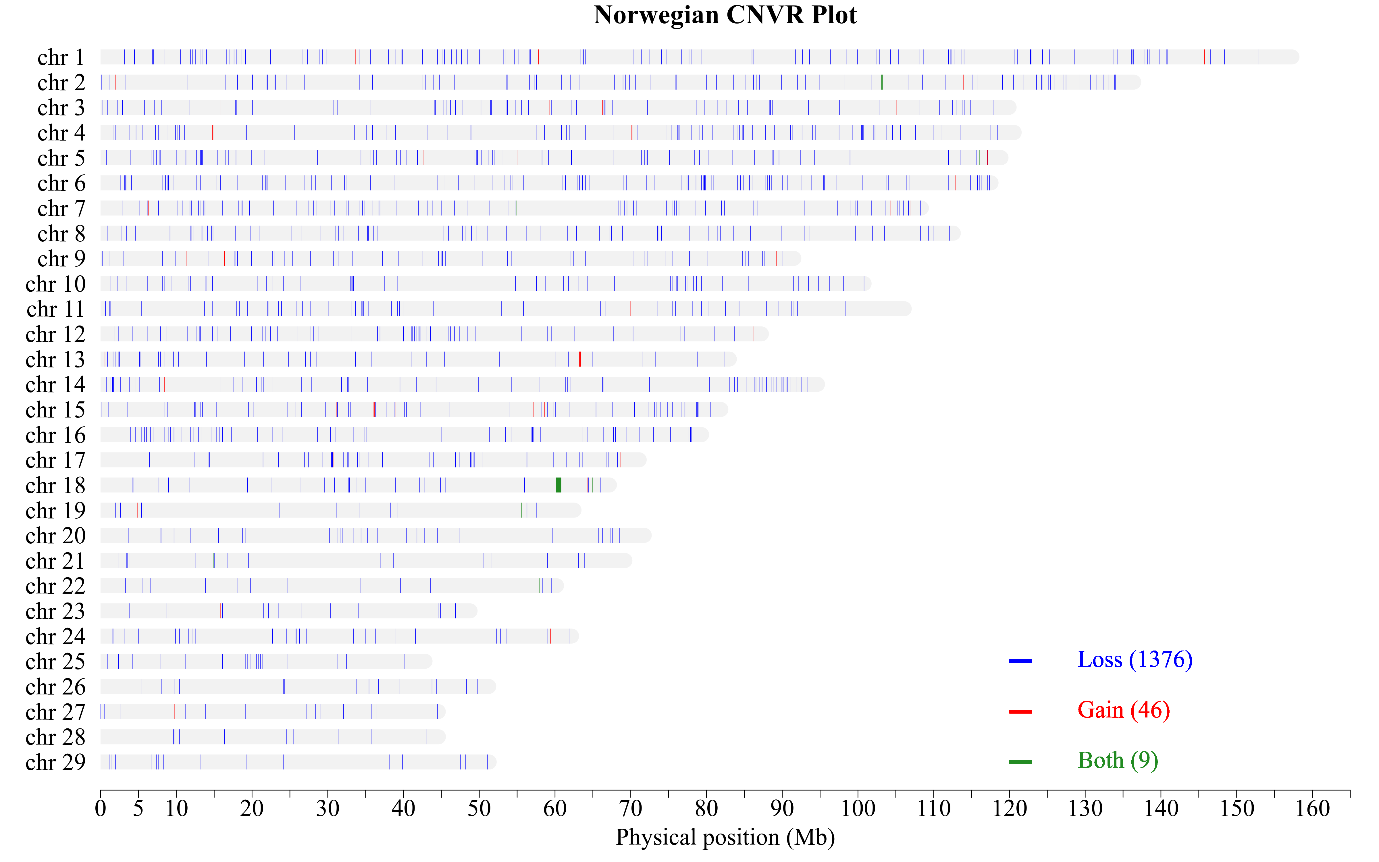 Norwegian CNVR Plot
chr 1
chr 2
chr 3
chr 4
chr 5
chr 6
chr 7
chr 8
chr 9
chr 10
chr 11
chr 12
chr 13
chr 14
chr 15
chr 16
chr 17
chr 18
chr 19
chr 20
chr 21
chr 22
chr 23
chr 24
chr 25
chr 26
chr 27
chr 28
chr 29
Loss (1376)
Gain (46)
Both (9)
0 5 10 20 30 40 50 60 70 80 90 100 110 120 130 140 150 160
Physical position (Mb)